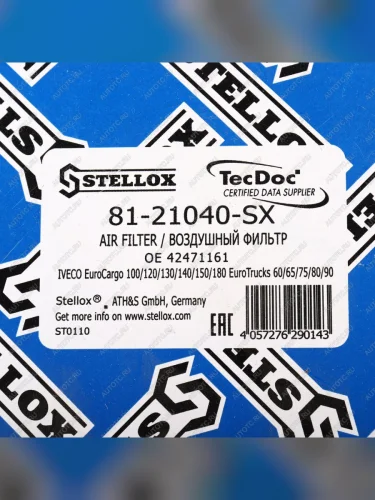 STELLOX
TecDoc
CERTIFIED DATA SUPPLIER
81-21040-SX
AIR FILTER / ВОЗДУШНЫЙ ФИЛЬТР
OE 42471161
IVECO EuroCargo 100/120/130/140/150/180 EuroTrucks 60/65/75/80/90
Stellox®. ATH&S GmbH, Germany
Get more info on www.stellox.com
ST0110
EAC
4 057276 290143